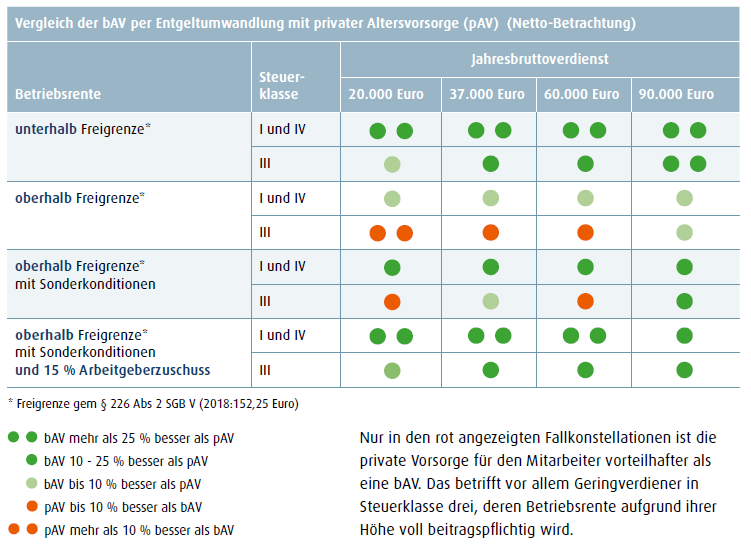 Vergleich der bAV per Entgeltumwandlung mit privater Altersvorsorge (pAV) (Netto-Betrachtung)
Betriebsrente
Steuer-
klasse
Jahresbruttoverdienst
20.000 Euro 37.000 Euro 60.000 Euro 90.000 Euro
unterhalb Freigrenze* I und IV
III
oberhalb Freigrenze* I und IV
III
oberhalb Freigrenze* I und IV
mit Sonderkonditionen
III
oberhalb Freigrenze* I und IV
mit Sonderkonditionen
und 15 % Arbeitgeberzuschuss III
* Freigrenze gem § 226 Abs 2 SGB V (2018:152,25 Euro)
bAV mehr als 25 % besser als pAV
bAV 10 - 25 % besser als pAV
bAV bis 10 % besser als pAV
pAV bis 10 % besser als bAV
pAV mehr als 10 % besser als bAV
Nur in den rot angezeigten Fallkonstellationen ist die
private Vorsorge für den Mitarbeiter vorteilhafter als
eine bAV. Das betrifft vor allem Geringverdiener in
Steuerklasse drei, deren Betriebsrente aufgrund ihrer
Höhe voll beitragspflichtig wird.